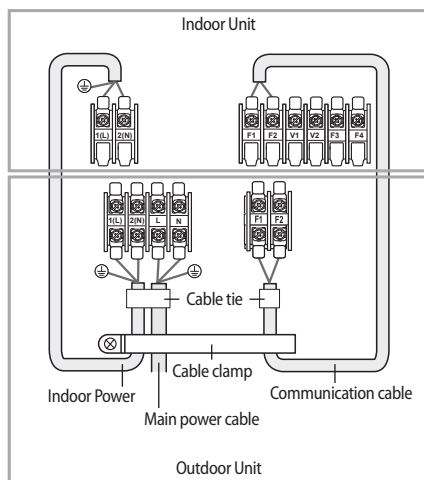 Indoor Unit
1(L) 2(N)
F1 F2 V1 V2 F3 F4
1(L) 2(N) L N
F1 F2
Cable tie
Cable clamp
Indoor Power
Communication cable
Main power cable
Outdoor Unit